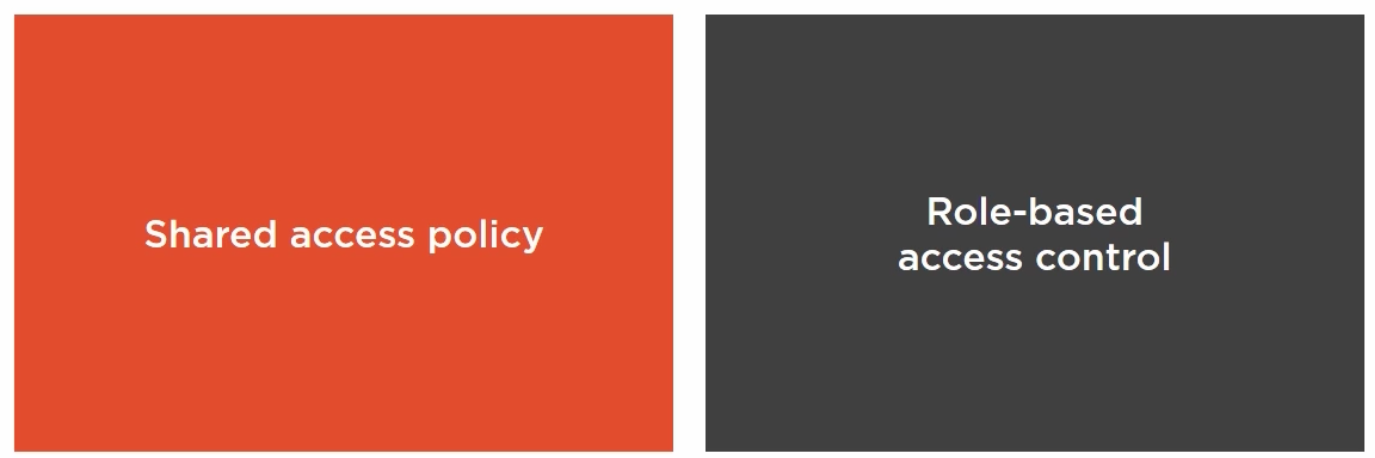 Shared access policy
Role-based
access control